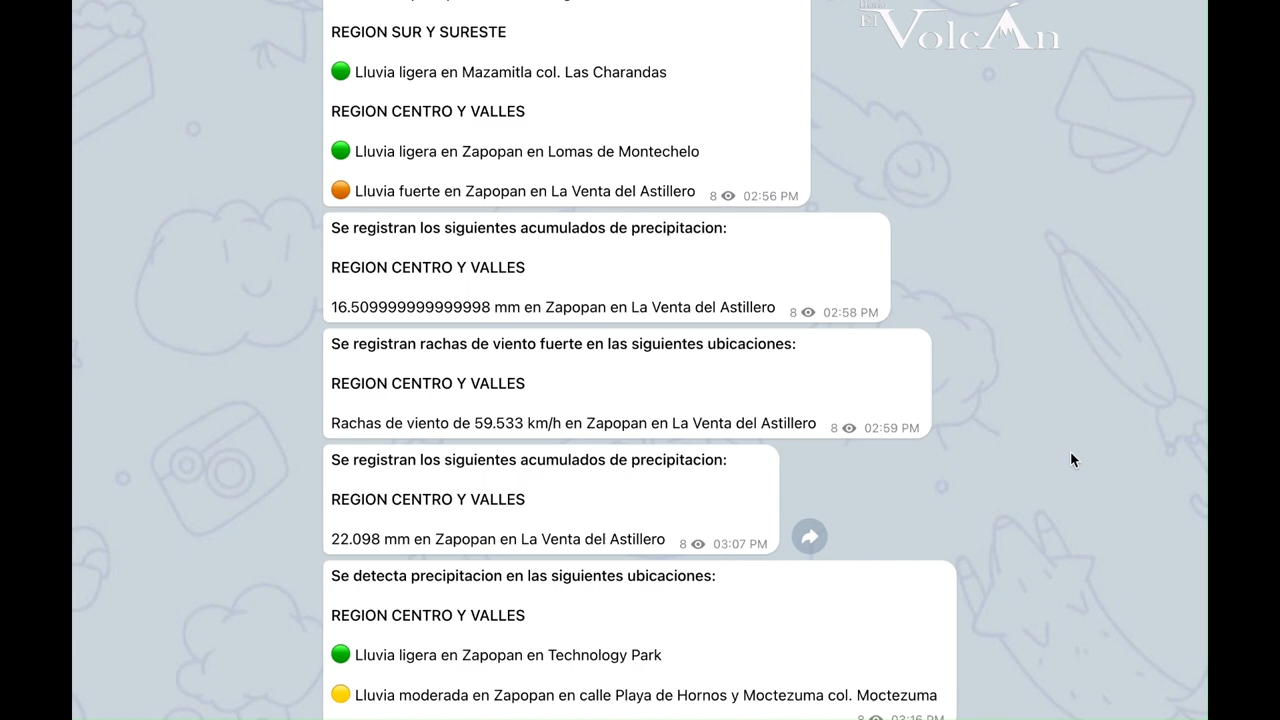 El Volcán
REGION SUR Y SURESTE
Lluvia ligera en Mazamitla col. Las Charandas
REGION CENTRO Y VALLES
Lluvia ligera en Zapopan en Lomas de Montechelo
Lluvia fuerte en Zapopan en La Venta del Astillero 8 02:56 PM
Se registran los siguientes acumulados de precipitacion:
REGION CENTRO Y VALLES
16.509999999999998 mm en Zapopan en La Venta del Astillero 8 02:58 PM
Se registran rachas de viento fuerte en las siguientes ubicaciones:
REGION CENTRO Y VALLES
Rachas de viento de 59.533 km/h en Zapopan en La Venta del Astillero 8 02:59 PM
Se registran los siguientes acumulados de precipitacion:
REGION CENTRO Y VALLES
22.098 mm en Zapopan en La Venta del Astillero 8 03:07 PM
Se detecta precipitacion en las siguientes ubicaciones:
REGION CENTRO Y VALLES
Lluvia ligera en Zapopan en Technology Park
Lluvia moderada en Zapopan en calle Playa de Hornos y Moctezuma col. Moctezuma
8 03:16 PM